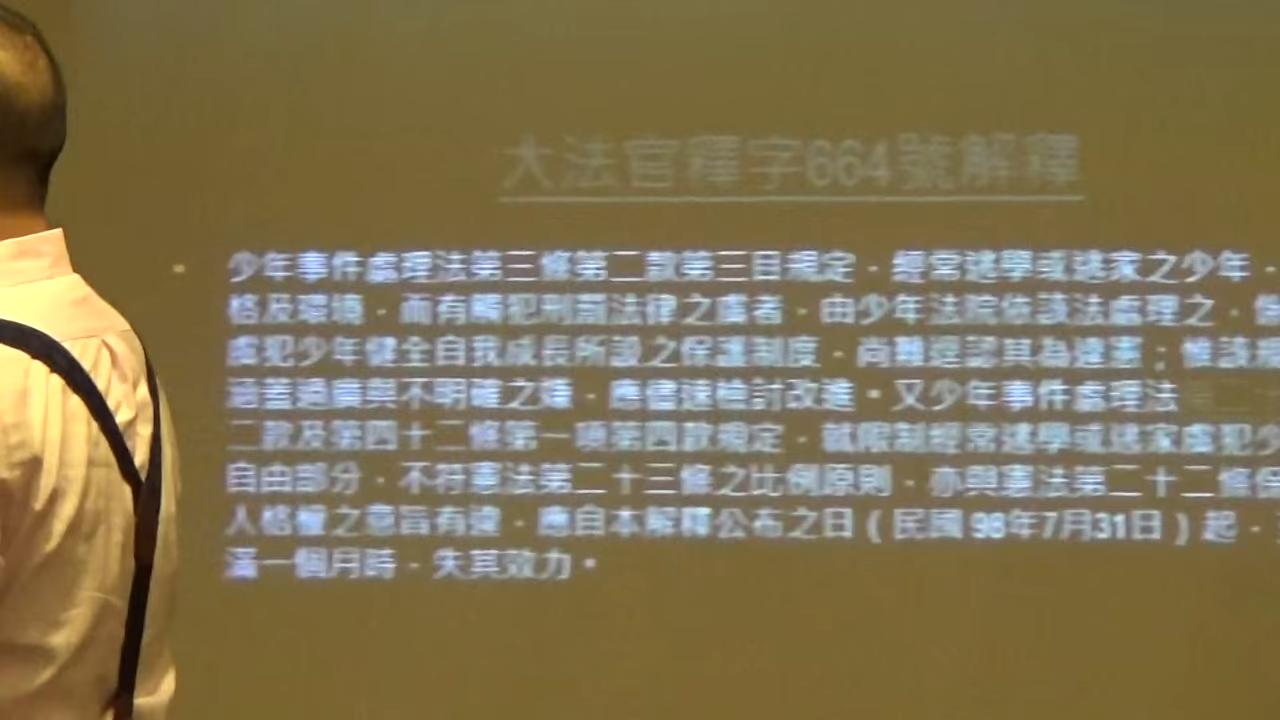 大法官釋字664號解釋
少年事件處理法第三條第二款第三目規定，經常逃學或逃家之少年，
格及環境，而有觸犯刑罰法律之虞者，由少年法院依該法處理之，係
虞犯少年健全自我成長所設之保護制度，尚難逕認其為違憲；惟該規
涵蓋過廣與不明確之嫌，應儘速檢討改進。又少年事件處理法
二款及第四十二條第一項第四款規定，就限制經常逃學或逃家虞犯少
自由部分，不符憲法第二十三條之比例原則，亦與憲法第二十二條保
人格權之意旨有違，應自本解釋公布之日（民國98年7月31日）起，
滿一個月時，失其效力。